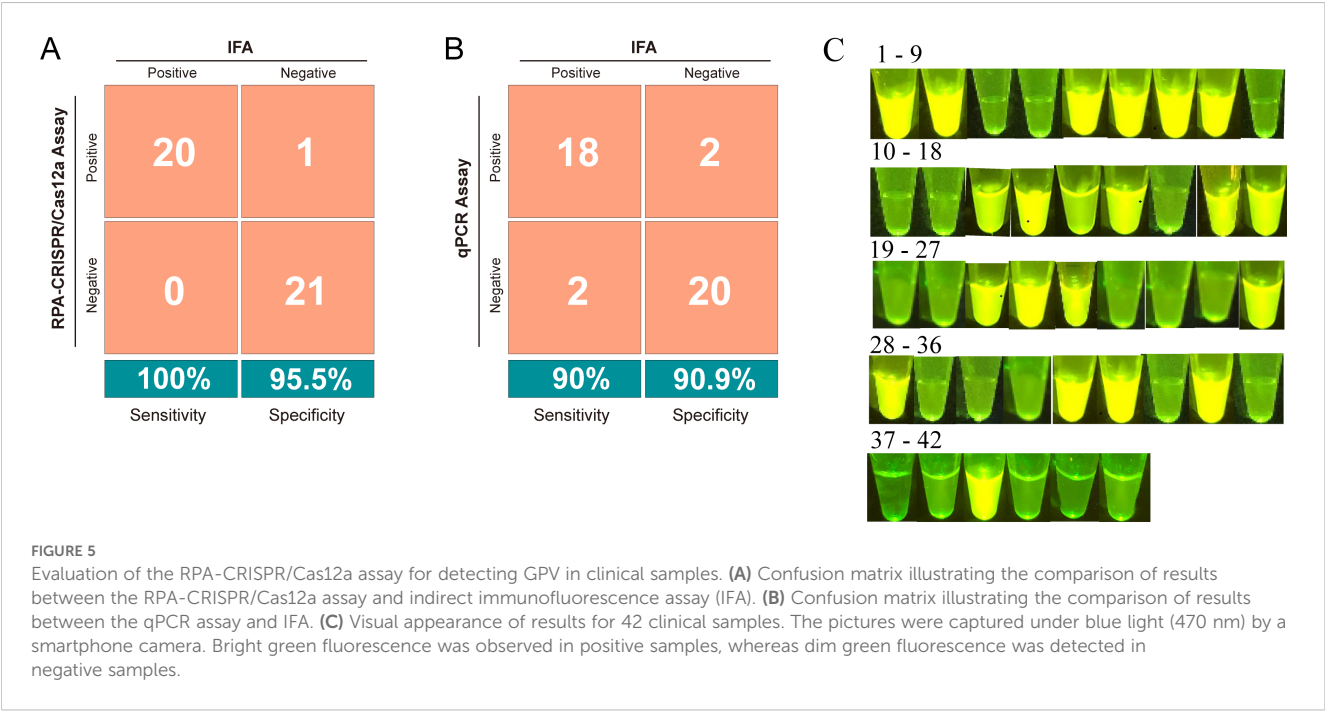 A
IFA
Positive
Negative
RPA-CRISPR/Cas12a Assay
Positive
20
1
Negative
0
21
100%
95.5%
Sensitivity
Specificity
B
IFA
Positive
Negative
qPCR Assay
Positive
18
2
Negative
2
20
90%
90.9%
Sensitivity
Specificity
C
1 - 9
10 - 18
19 - 27
28 - 36
37 - 42
FIGURE 5
Evaluation of the RPA-CRISPR/Cas12a assay for detecting GPV in clinical samples. (A) Confusion matrix illustrating the comparison of results
between the RPA-CRISPR/Cas12a assay and indirect immunofluorescence assay (IFA). (B) Confusion matrix illustrating the comparison of results
between the qPCR assay and IFA. (C) Visual appearance of results for 42 clinical samples. The pictures were captured under blue light (470 nm) by a
smartphone camera. Bright green fluorescence was observed in positive samples, whereas dim green fluorescence was detected in
negative samples.